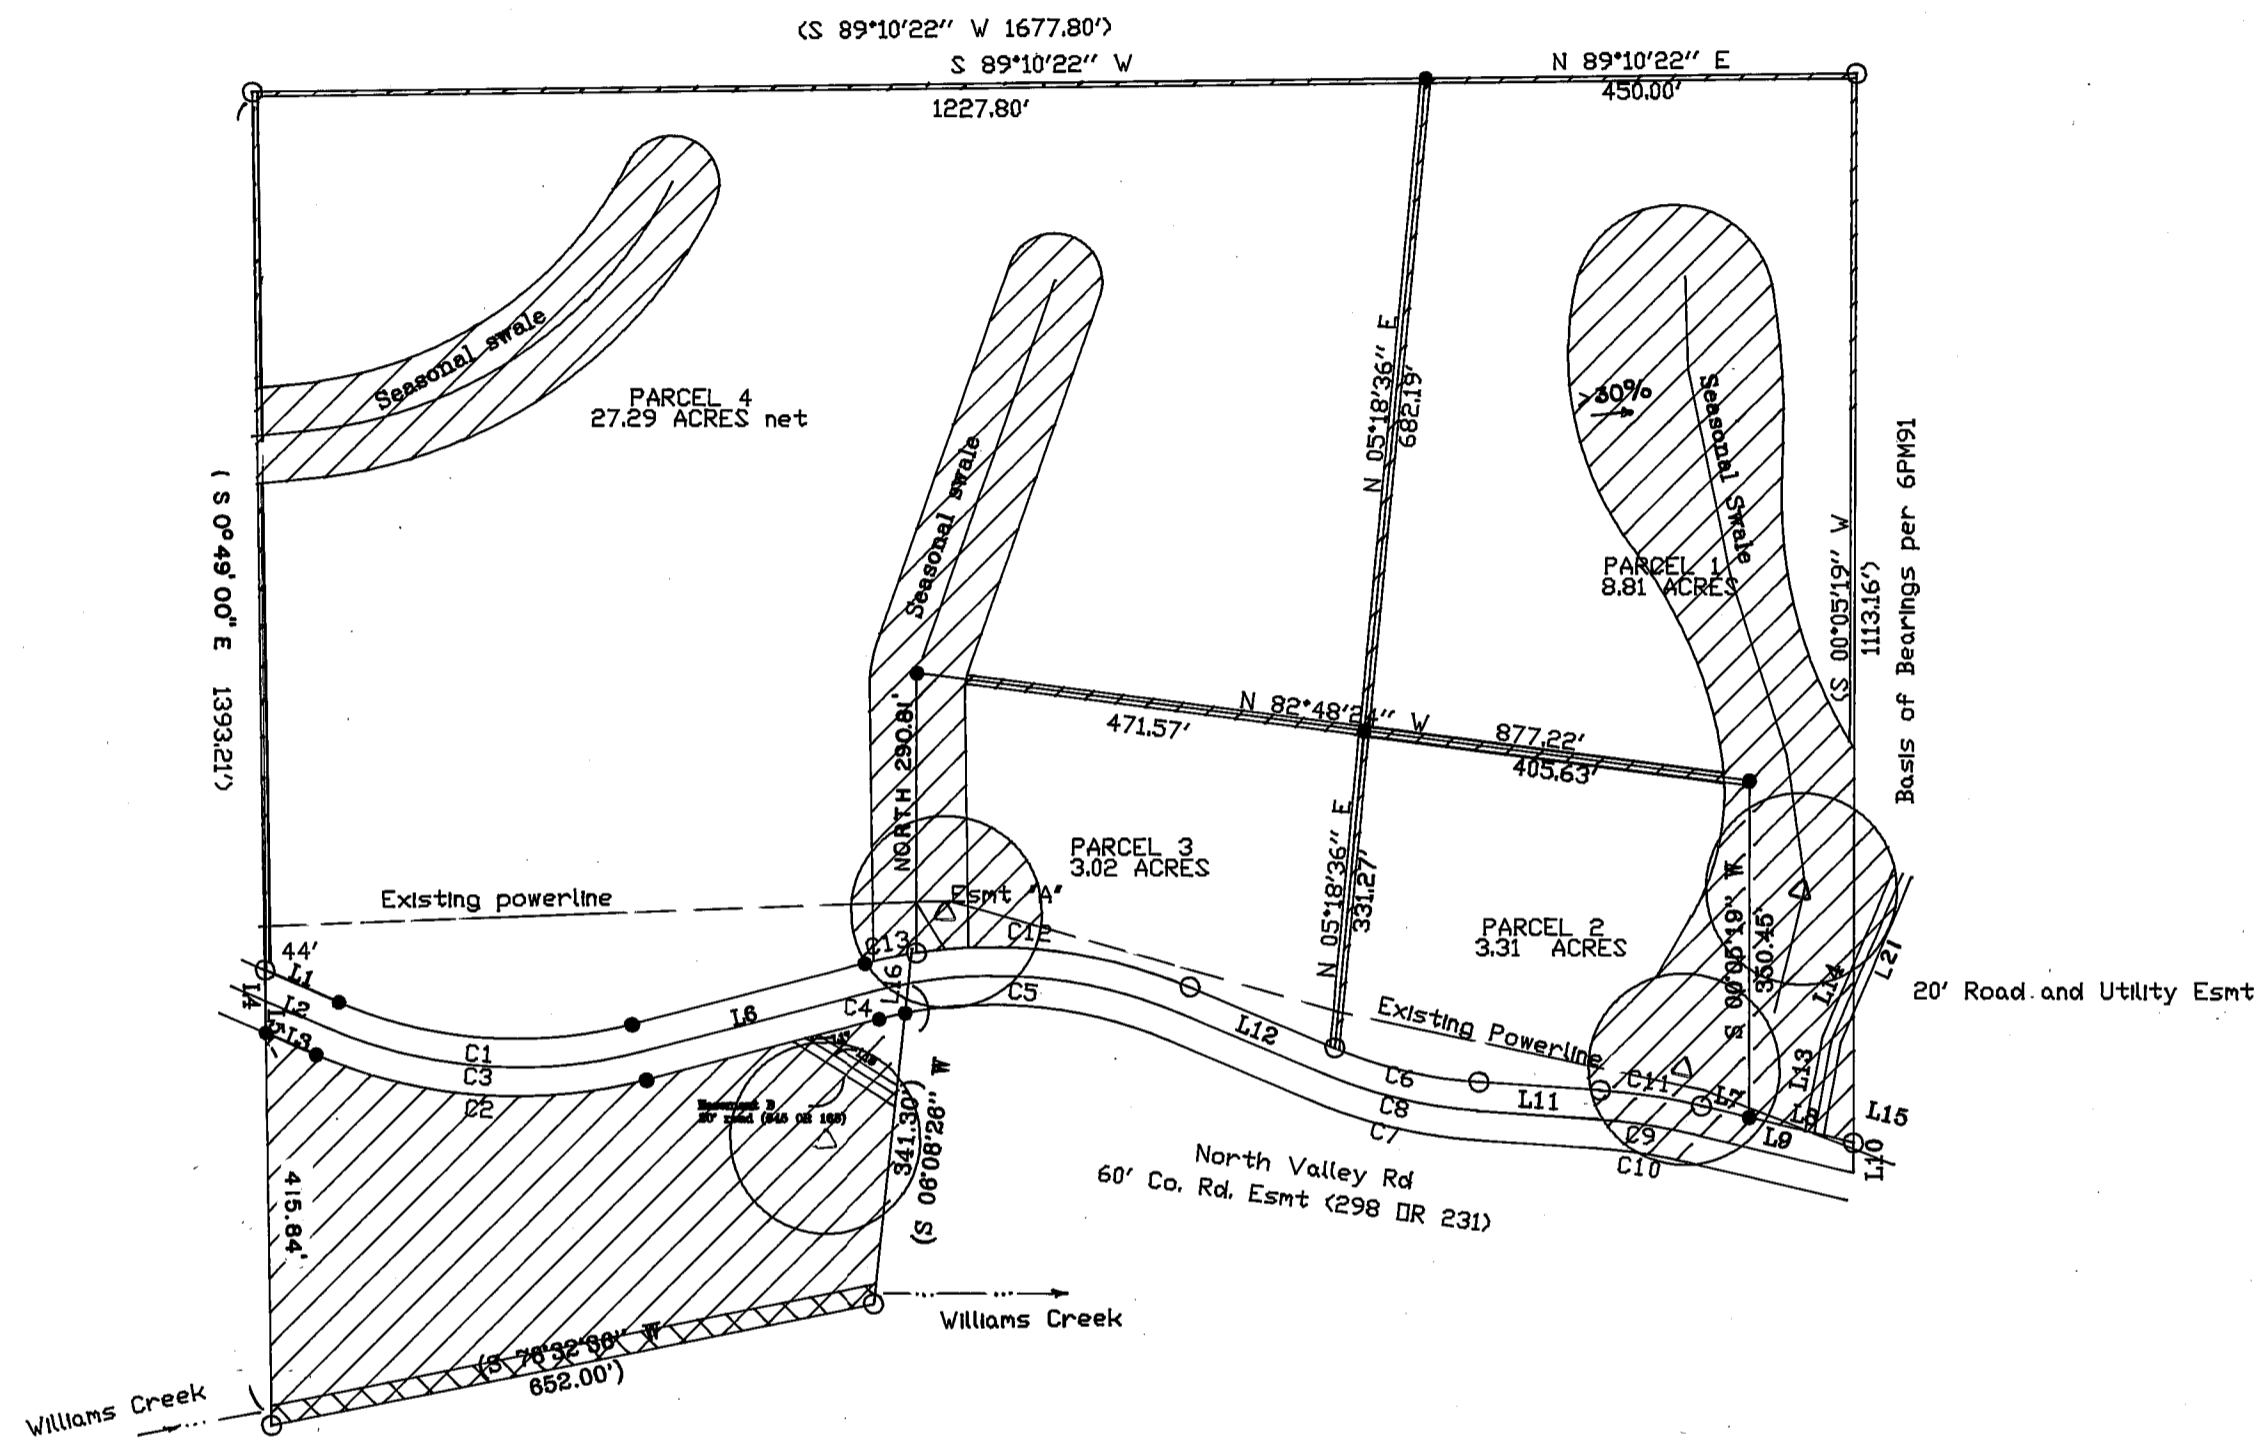 (S 89°10'22" W 1677.80')
S 89°10'22" W
N 89°10'22" E
1227.80'
450.00'
Seasonal swale
PARCEL 4
27.29 ACRES net
Seasonal swale
N 05°18'36" E
682.19'
>30%
Seasonal Swale
PARCEL 1
8.81 ACRES
(S 00°05'19" W
1113.16')
Basis of Bearings per 6PM91
(S 0°49'00" E 1393.21')
N 82°48'24" W
471.57'
877.22'
405.63'
NORTH 290.81'
PARCEL 3
3.02 ACRES
N 05°18'36" E
331.27'
PARCEL 2
3.31 ACRES
S 00°05'19" W
350.45'
Existing powerline
Esmt "A"
C13
C12
44'
L1
L2
L3
L4
L5
L6
C1
C3
C2
C4
L16
C5
L12
Existing Powerline
C6
C8
C7
L11
C11
C9
C10
L7
L8
L9
L13
L14
L21
L15
L10
20' Road and Utility Esmt
North Valley Rd
60' Co. Rd. Esmt (298 OR 231)
Easement B
20' road
341.30'
(S 06°08'26" W
415.84'
Williams Creek
652.00')
Williams Creek